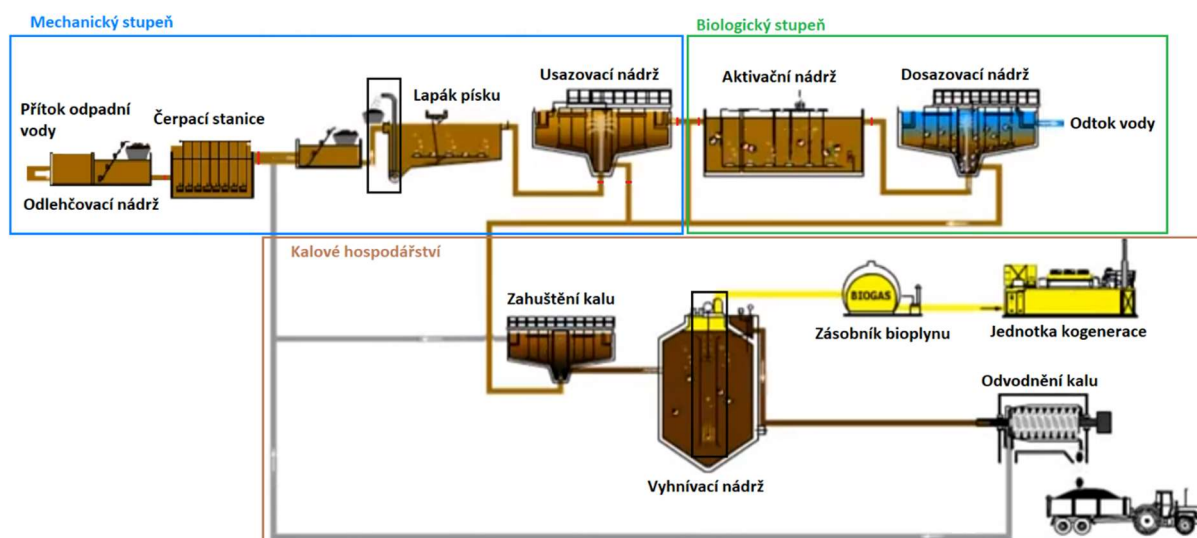 Mechanický stupeň
Biologický stupeň
Usazovací nádrž
Aktivační nádrž
Dosazovací nádrž
Lapák písku
Přítok odpadní
vody
Čerpací stanice
Odtok vody
Odlehčovací nádrž
Kalové hospodářství
Zahuštění kalu
BIOGAS
Zásobník bioplynu
Jednotka kogenerace
Odvodnění kalu
Vyhnívací nádrž